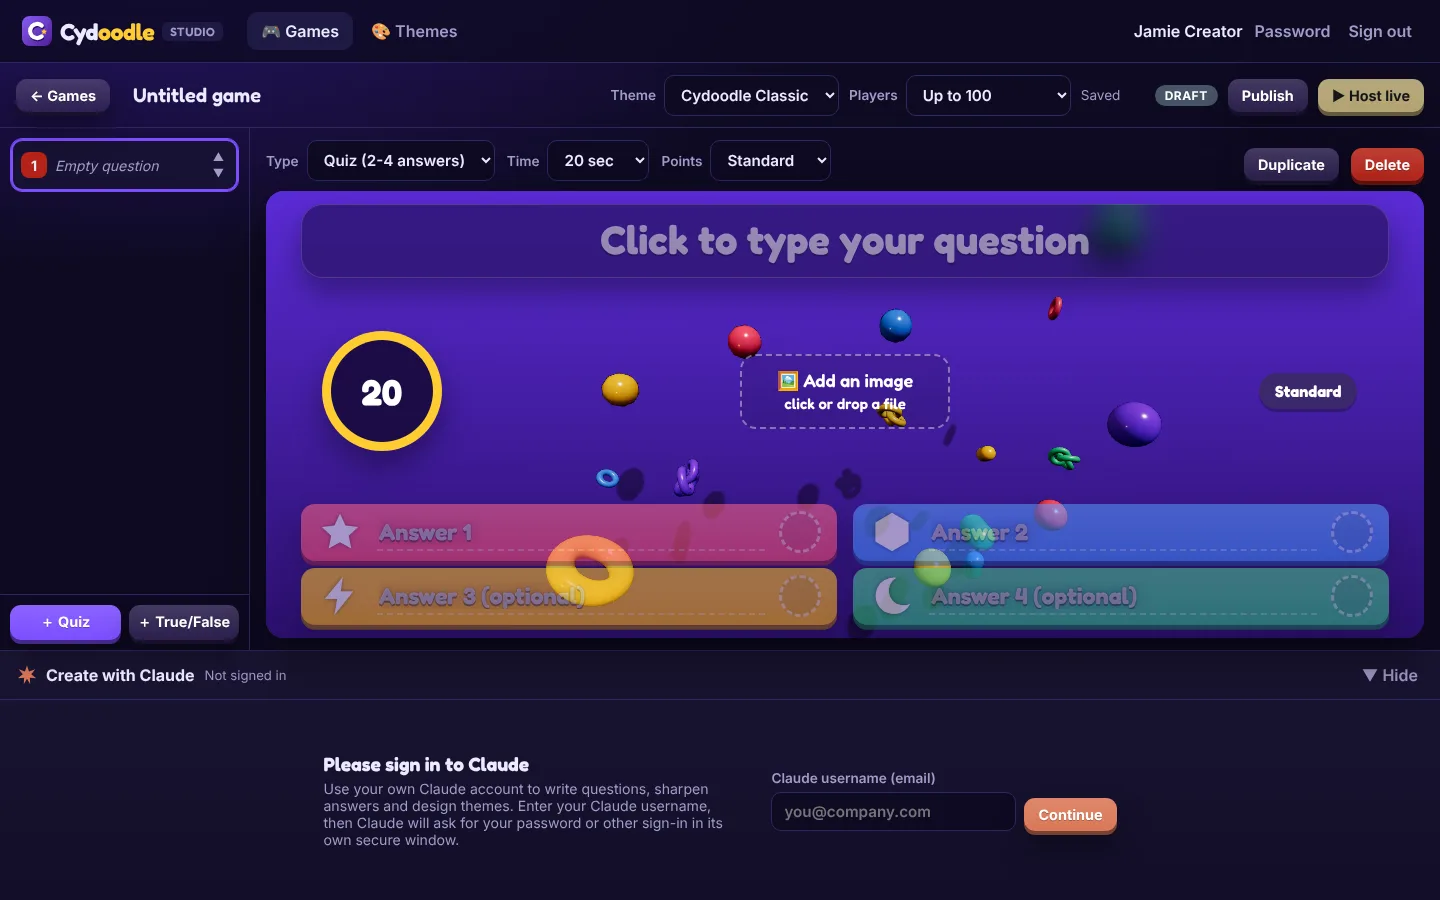 Cydoodle STUDIO 🎮 Games 🎨 Themes Jamie Creator Password Sign out
← Games Untitled game Theme Cydoodle Classic Players Up to 100 Saved DRAFT Publish ▶ Host live
1 Empty question ▲ ▼
Type Quiz (2-4 answers) Time 20 sec Points Standard Duplicate Delete
Click to type your question
20
🖼️ Add an image
click or drop a file
Standard
Answer 1
Answer 2
Answer 3 (optional)
Answer 4 (optional)
+ Quiz + True/False
Create with Claude Not signed in ▼ Hide
Please sign in to Claude
Use your own Claude account to write questions, sharpen
answers and design themes. Enter your Claude username,
then Claude will ask for your password or other sign-in in its
own secure window.
Claude username (email)
you@company.com
Continue